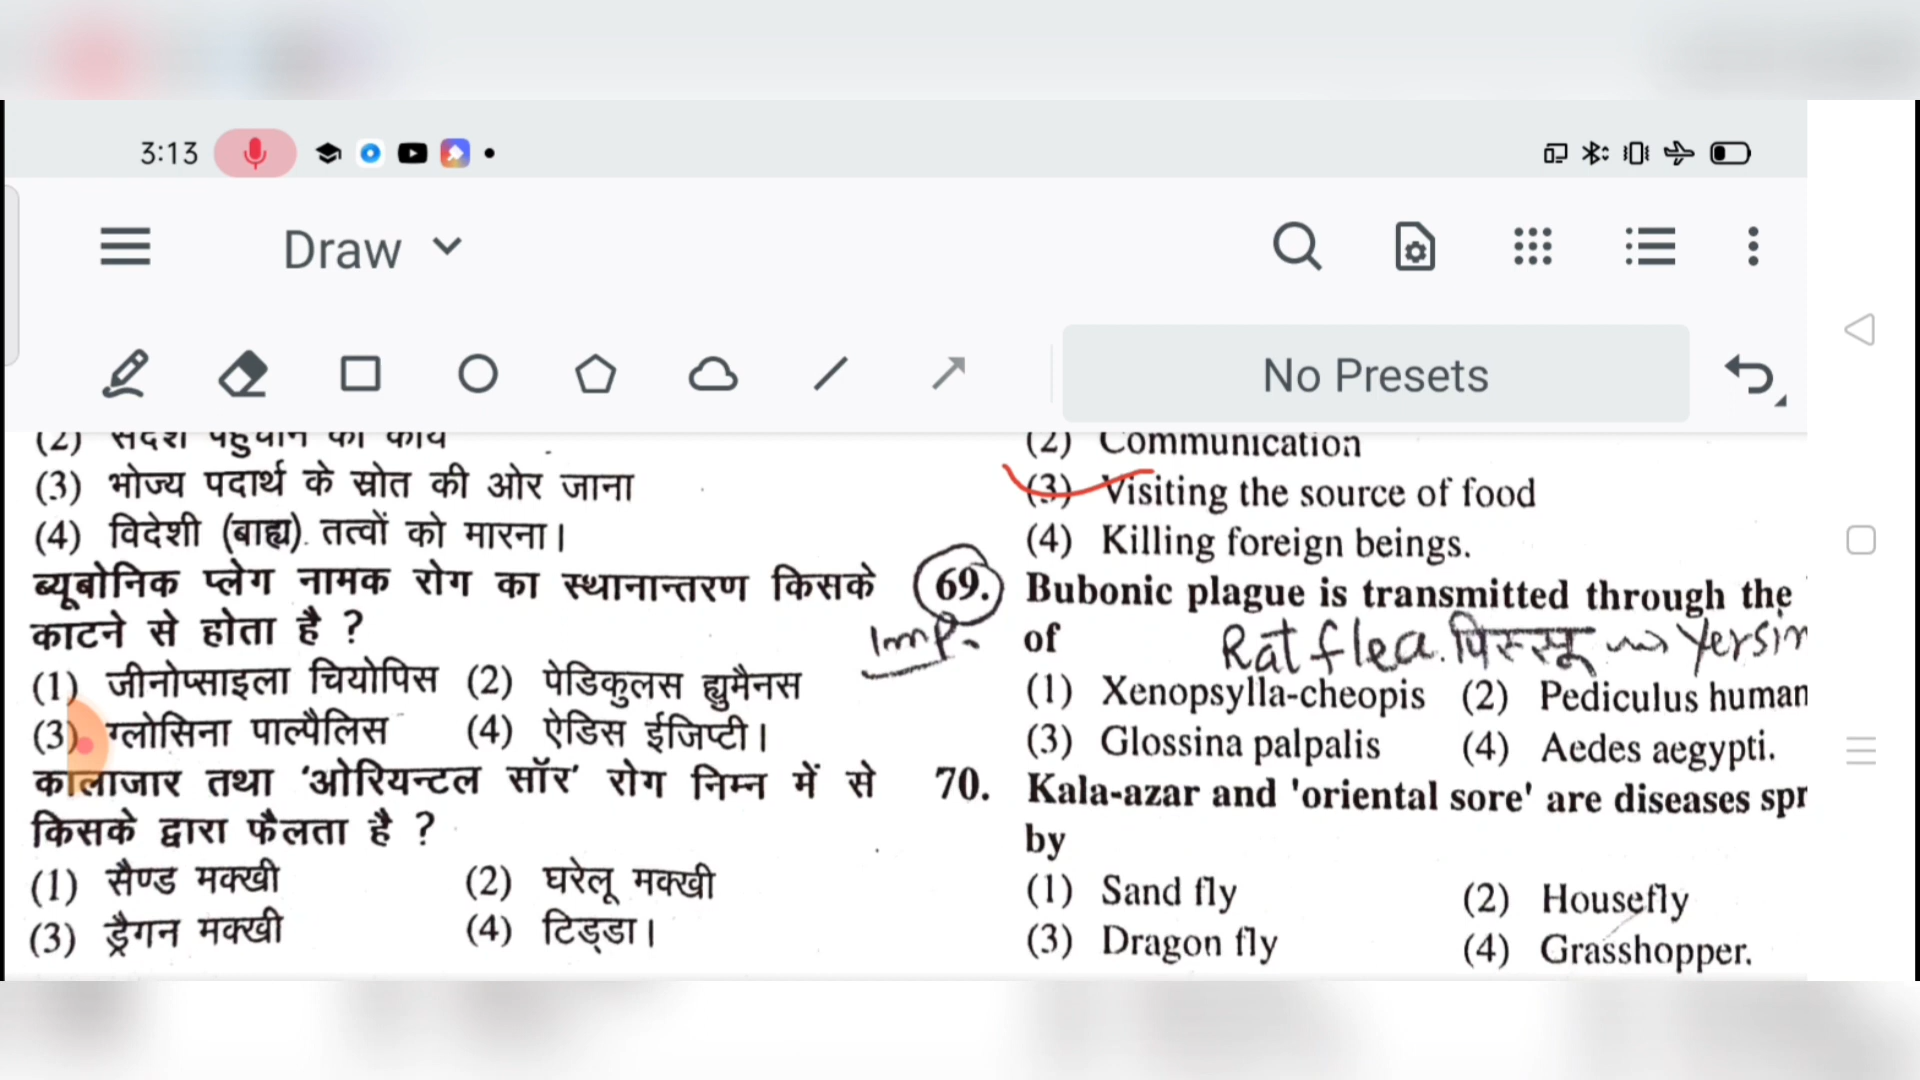 3:13
Draw
No Presets
(2) संदेश पहुंचाने का कार्य
(3) भोज्य पदार्थ के स्रोत की ओर जाना
(4) विदेशी (बाह्य) तत्वों को मारना।
ब्यूबोनिक प्लेग नामक रोग का स्थानान्तरण किसके
काटने से होता है ?
(1) जीनोप्साइला चियोपिस (2) पेडिकुलस ह्युमैनस
(3) ग्लोसिना पाल्पैलिस (4) ऐडिस ईजिप्टी।
कालाजार तथा ‘ओरियन्टल सॉर’ रोग निम्न में से
किसके द्वारा फैलता है ?
(1) सैण्ड मक्खी (2) घरेलू मक्खी
(3) ड्रैगन मक्खी (4) टिड्डा।
(2) Communication
(3) Visiting the source of food
(4) Killing foreign beings.
69. Bubonic plague is transmitted through the
Imp.
of Rat flea. पिस्सू Yersin
(1) Xenopsylla-cheopis (2) Pediculus human
(3) Glossina palpalis (4) Aedes aegypti.
70. Kala-azar and 'oriental sore' are diseases spr
by
(1) Sand fly (2) Housefly
(3) Dragon fly (4) Grasshopper.